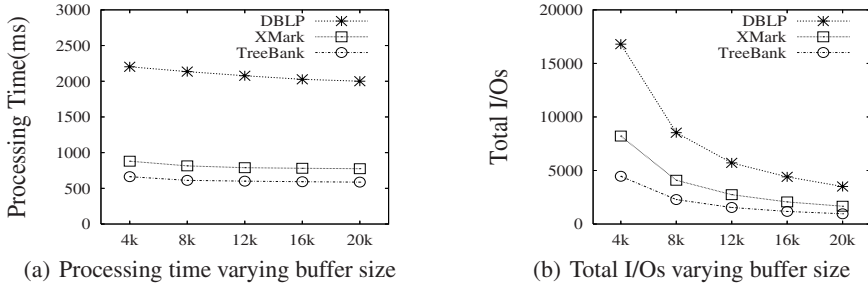 3000
2500
2000
1500
1000
500
0
Processing Time(ms)
DBLP
XMark
TreeBank
4k 8k 12k 16k 20k
(a) Processing time varying buffer size
20000
15000
10000
5000
0
Total I/Os
DBLP
XMark
TreeBank
4k 8k 12k 16k 20k
(b) Total I/Os varying buffer size